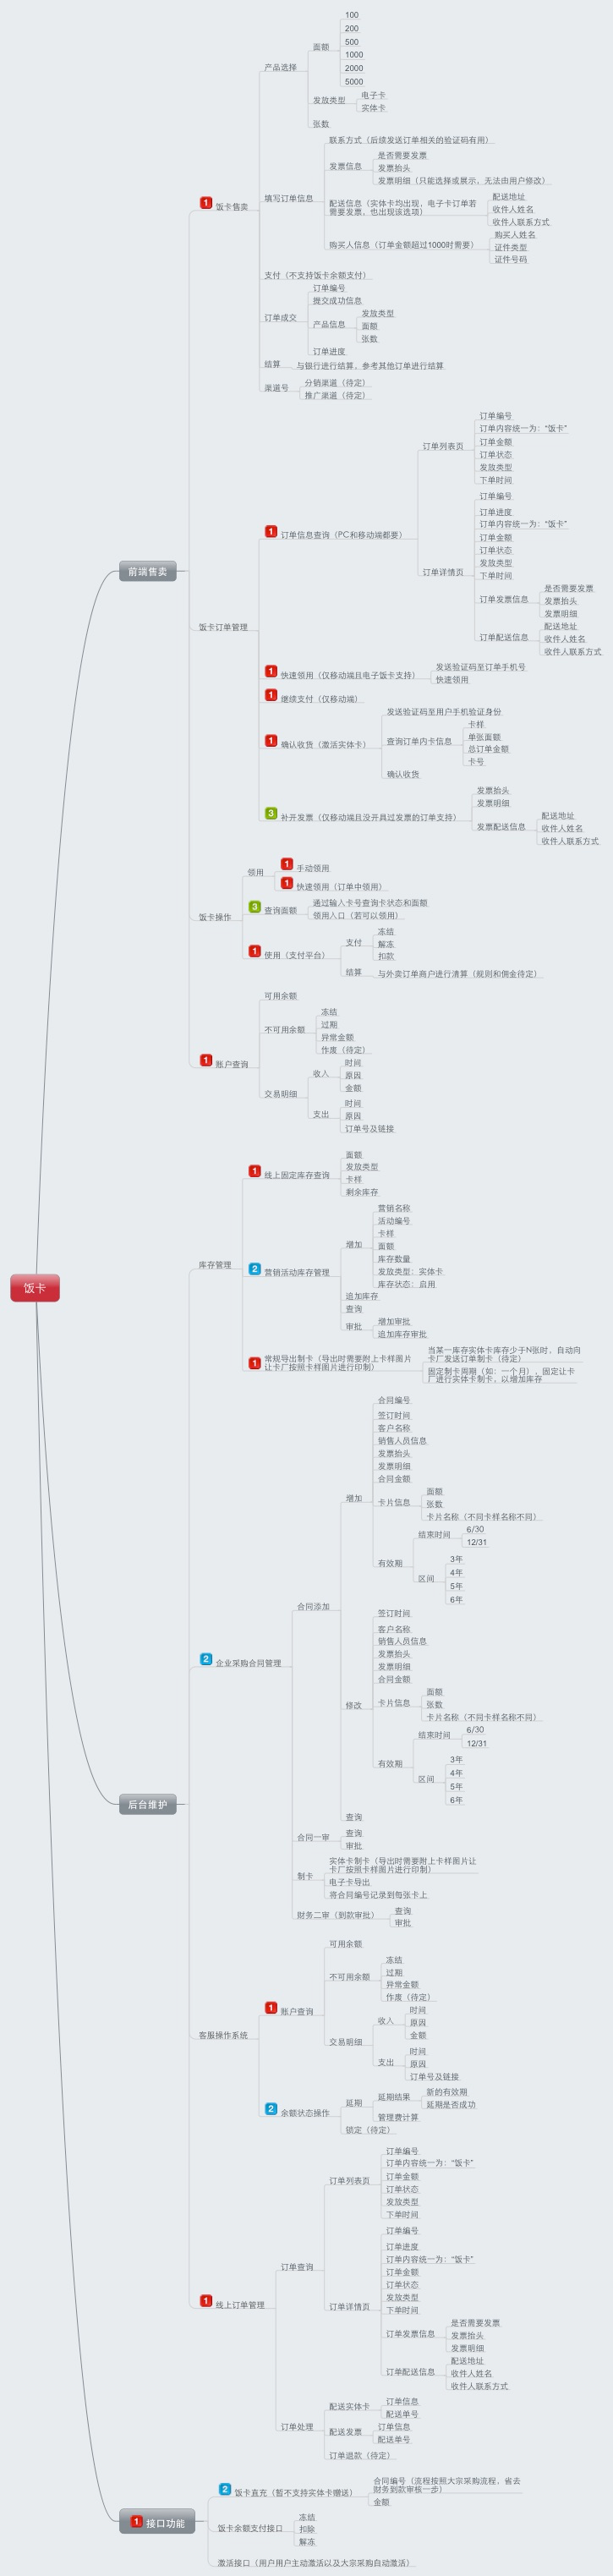 饭卡
前端售卖
1 饭卡售卖
产品选择
面额
100
200
500
1000
2000
5000
发放类型
电子卡
实体卡
张数
填写订单信息
联系方式（后续发送订单相关的验证码有用）
发票信息
是否需要发票
发票抬头
发票明细（只能选择或展示，无法由用户修改）
配送信息（实体卡均出现，电子卡订单若
需要发票，也出现该选项）
配送地址
收件人姓名
收件人联系方式
购买人信息（订单金额超过1000时需要）
购买人姓名
证件类型
证件号码
支付（不支持饭卡余额支付）
订单成交
订单编号
提交成功信息
产品信息
发放类型
面额
张数
订单进度
结算
与银行进行结算，参考其他订单进行结算
渠道号
分销渠道（待定）
推广渠道（待定）
饭卡订单管理
1 订单信息查询（PC和移动端都要）
订单列表页
订单编号
订单内容统一为：“饭卡”
订单金额
订单状态
发放类型
下单时间
订单详情页
订单编号
订单进度
订单内容统一为：“饭卡”
订单金额
订单状态
发放类型
下单时间
订单发票信息
是否需要发票
发票抬头
发票明细
订单配送信息
配送地址
收件人姓名
收件人联系方式
1 快速领用（仅移动端且电子饭卡支持）
发送验证码至订单手机号
快速领用
1 继续支付（仅移动端）
1 确认收货（激活实体卡）
发送验证码至用户手机验证身份
查询订单内卡信息
卡样
单张面额
总订单金额
卡号
确认收货
3 补开发票（仅移动端且没开具过发票的订单支持）
发票抬头
发票明细
发票配送信息
配送地址
收件人姓名
收件人联系方式
饭卡操作
领用
1 手动领用
1 快速领用（订单中领用）
3 查询面额
通过输入卡号查询卡状态和面额
领用入口（若可以领用）
1 使用（支付平台）
支付
冻结
解冻
扣款
结算
与外卖订单商户进行清算（规则和佣金待定）
1 账户查询
可用余额
不可用余额
冻结
过期
异常金额
作废（待定）
交易明细
收入
时间
原因
金额
支出
时间
原因
订单号及链接
后台维护
库存管理
1 线上固定库存查询
面额
发放类型
卡样
剩余库存
2 营销活动库存管理
增加
营销名称
活动编号
卡样
面额
库存数量
发放类型：实体卡
库存状态：启用
追加库存
查询
审批
增加审批
追加库存审批
1 常规导出制卡（导出时需要附上卡样图片
让卡厂按照卡样图片进行印制）
当某一库存实体卡库存少于N张时，自动向
卡厂发送订单制卡（待定）
固定制卡周期（如：一个月），固定让卡
厂进行实体卡制卡，以增加库存
2 企业采购合同管理
合同添加
增加
合同编号
签订时间
客户名称
销售人员信息
发票抬头
发票明细
合同金额
卡片信息
面额
张数
卡片名称（不同卡样名称不同）
有效期
结束时间
6/30
12/31
区间
3年
4年
5年
6年
修改
签订时间
客户名称
销售人员信息
发票抬头
发票明细
合同金额
卡片信息
面额
张数
卡片名称（不同卡样名称不同）
有效期
结束时间
6/30
12/31
区间
3年
4年
5年
6年
查询
合同一审
查询
审批
制卡
实体卡制卡（导出时需要附上卡样图片让
卡厂按照卡样图片进行印制）
电子卡导出
将合同编号记录到每张卡上
财务二审（到款审批）
查询
审批
客服操作系统
1 账户查询
可用余额
不可用余额
冻结
过期
异常金额
作废（待定）
交易明细
收入
时间
原因
金额
支出
时间
原因
订单号及链接
2 余额状态操作
延期
延期结果
新的有效期
延期是否成功
管理费计算
锁定（待定）
1 线上订单管理
订单查询
订单列表页
订单编号
订单内容统一为：“饭卡”
订单金额
订单状态
发放类型
下单时间
订单详情页
订单编号
订单进度
订单内容统一为：“饭卡”
订单金额
订单状态
发放类型
下单时间
订单发票信息
是否需要发票
发票抬头
发票明细
订单配送信息
配送地址
收件人姓名
收件人联系方式
订单处理
配送实体卡
订单信息
配送单号
配送发票
订单信息
配送单号
订单退款（待定）
1 接口功能
2 饭卡直充（暂不支持实体卡赠送）
合同编号（流程按照大宗采购流程，省去
财务到款审核一步）
金额
饭卡余额支付接口
冻结
扣除
解冻
激活接口（用户用户主动激活以及大宗采购自动激活）